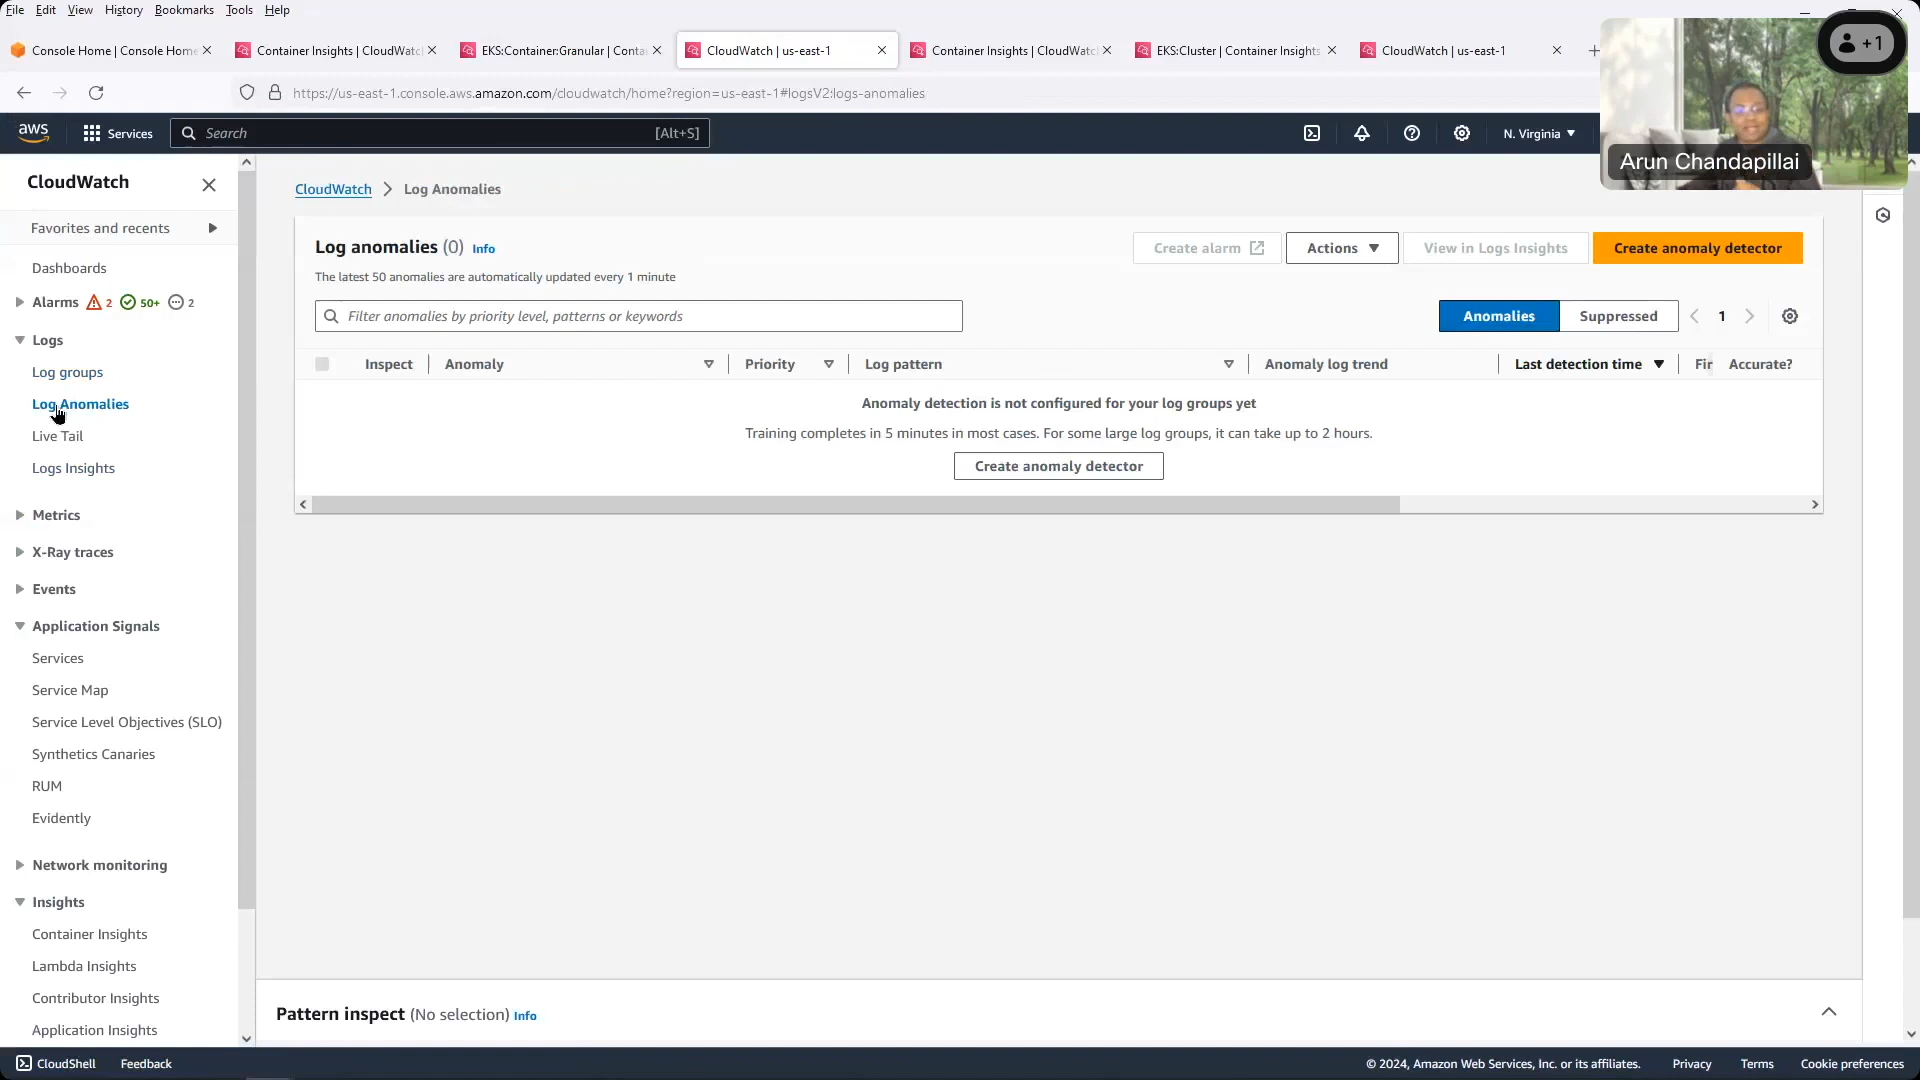 File Edit View History Bookmarks Tools Help
Console Home | Console Home
Container Insights | CloudWatc
EKS:Container:Granular | Conta
CloudWatch | us-east-1
Container Insights | CloudWatc
EKS:Cluster | Container Insights
CloudWatch | us-east-1
+1
https://us-east-1.console.aws.amazon.com/cloudwatch/home?region=us-east-1#logsV2:logs-anomalies
aws
Services
Search [Alt+S]
N. Virginia
Arun Chandapillai
CloudWatch
Favorites and recents
Dashboards
Alarms 2 50+ 2
Logs
Log groups
Log Anomalies
Live Tail
Logs Insights
Metrics
X-Ray traces
Events
Application Signals
Services
Service Map
Service Level Objectives (SLO)
Synthetics Canaries
RUM
Evidently
Network monitoring
Insights
Container Insights
Lambda Insights
Contributor Insights
Application Insights
CloudWatch > Log Anomalies
Log anomalies (0) Info
The latest 50 anomalies are automatically updated every 1 minute
Create alarm
Actions
View in Logs Insights
Create anomaly detector
Filter anomalies by priority level, patterns or keywords
Anomalies Suppressed
1
Inspect Anomaly Priority Log pattern Anomaly log trend Last detection time Fir Accurate?
Anomaly detection is not configured for your log groups yet
Training completes in 5 minutes in most cases. For some large log groups, it can take up to 2 hours.
Create anomaly detector
Pattern inspect (No selection) Info
CloudShell Feedback
© 2024, Amazon Web Services, Inc. or its affiliates. Privacy Terms Cookie preferences